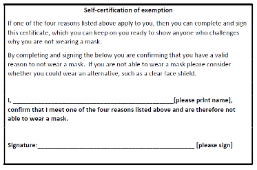 Self-certification of exemption
If one of the four reasons listed above apply to you, then you can complete and sign
this certificate, which you can keep on you ready to show anyone who challenges
why you are not wearing a mask.
By completing and signing the below you are confirming that you have a valid
reason to not wear a mask. If you are not able to wear a mask please consider
whether you could wear an alternative, such a clear face shield.
I, ______________________________[please print name],
confirm that I meet one of the four reasons listed above and are therefore not
able to wear a mask.
Signature:______________________________ [please sign]